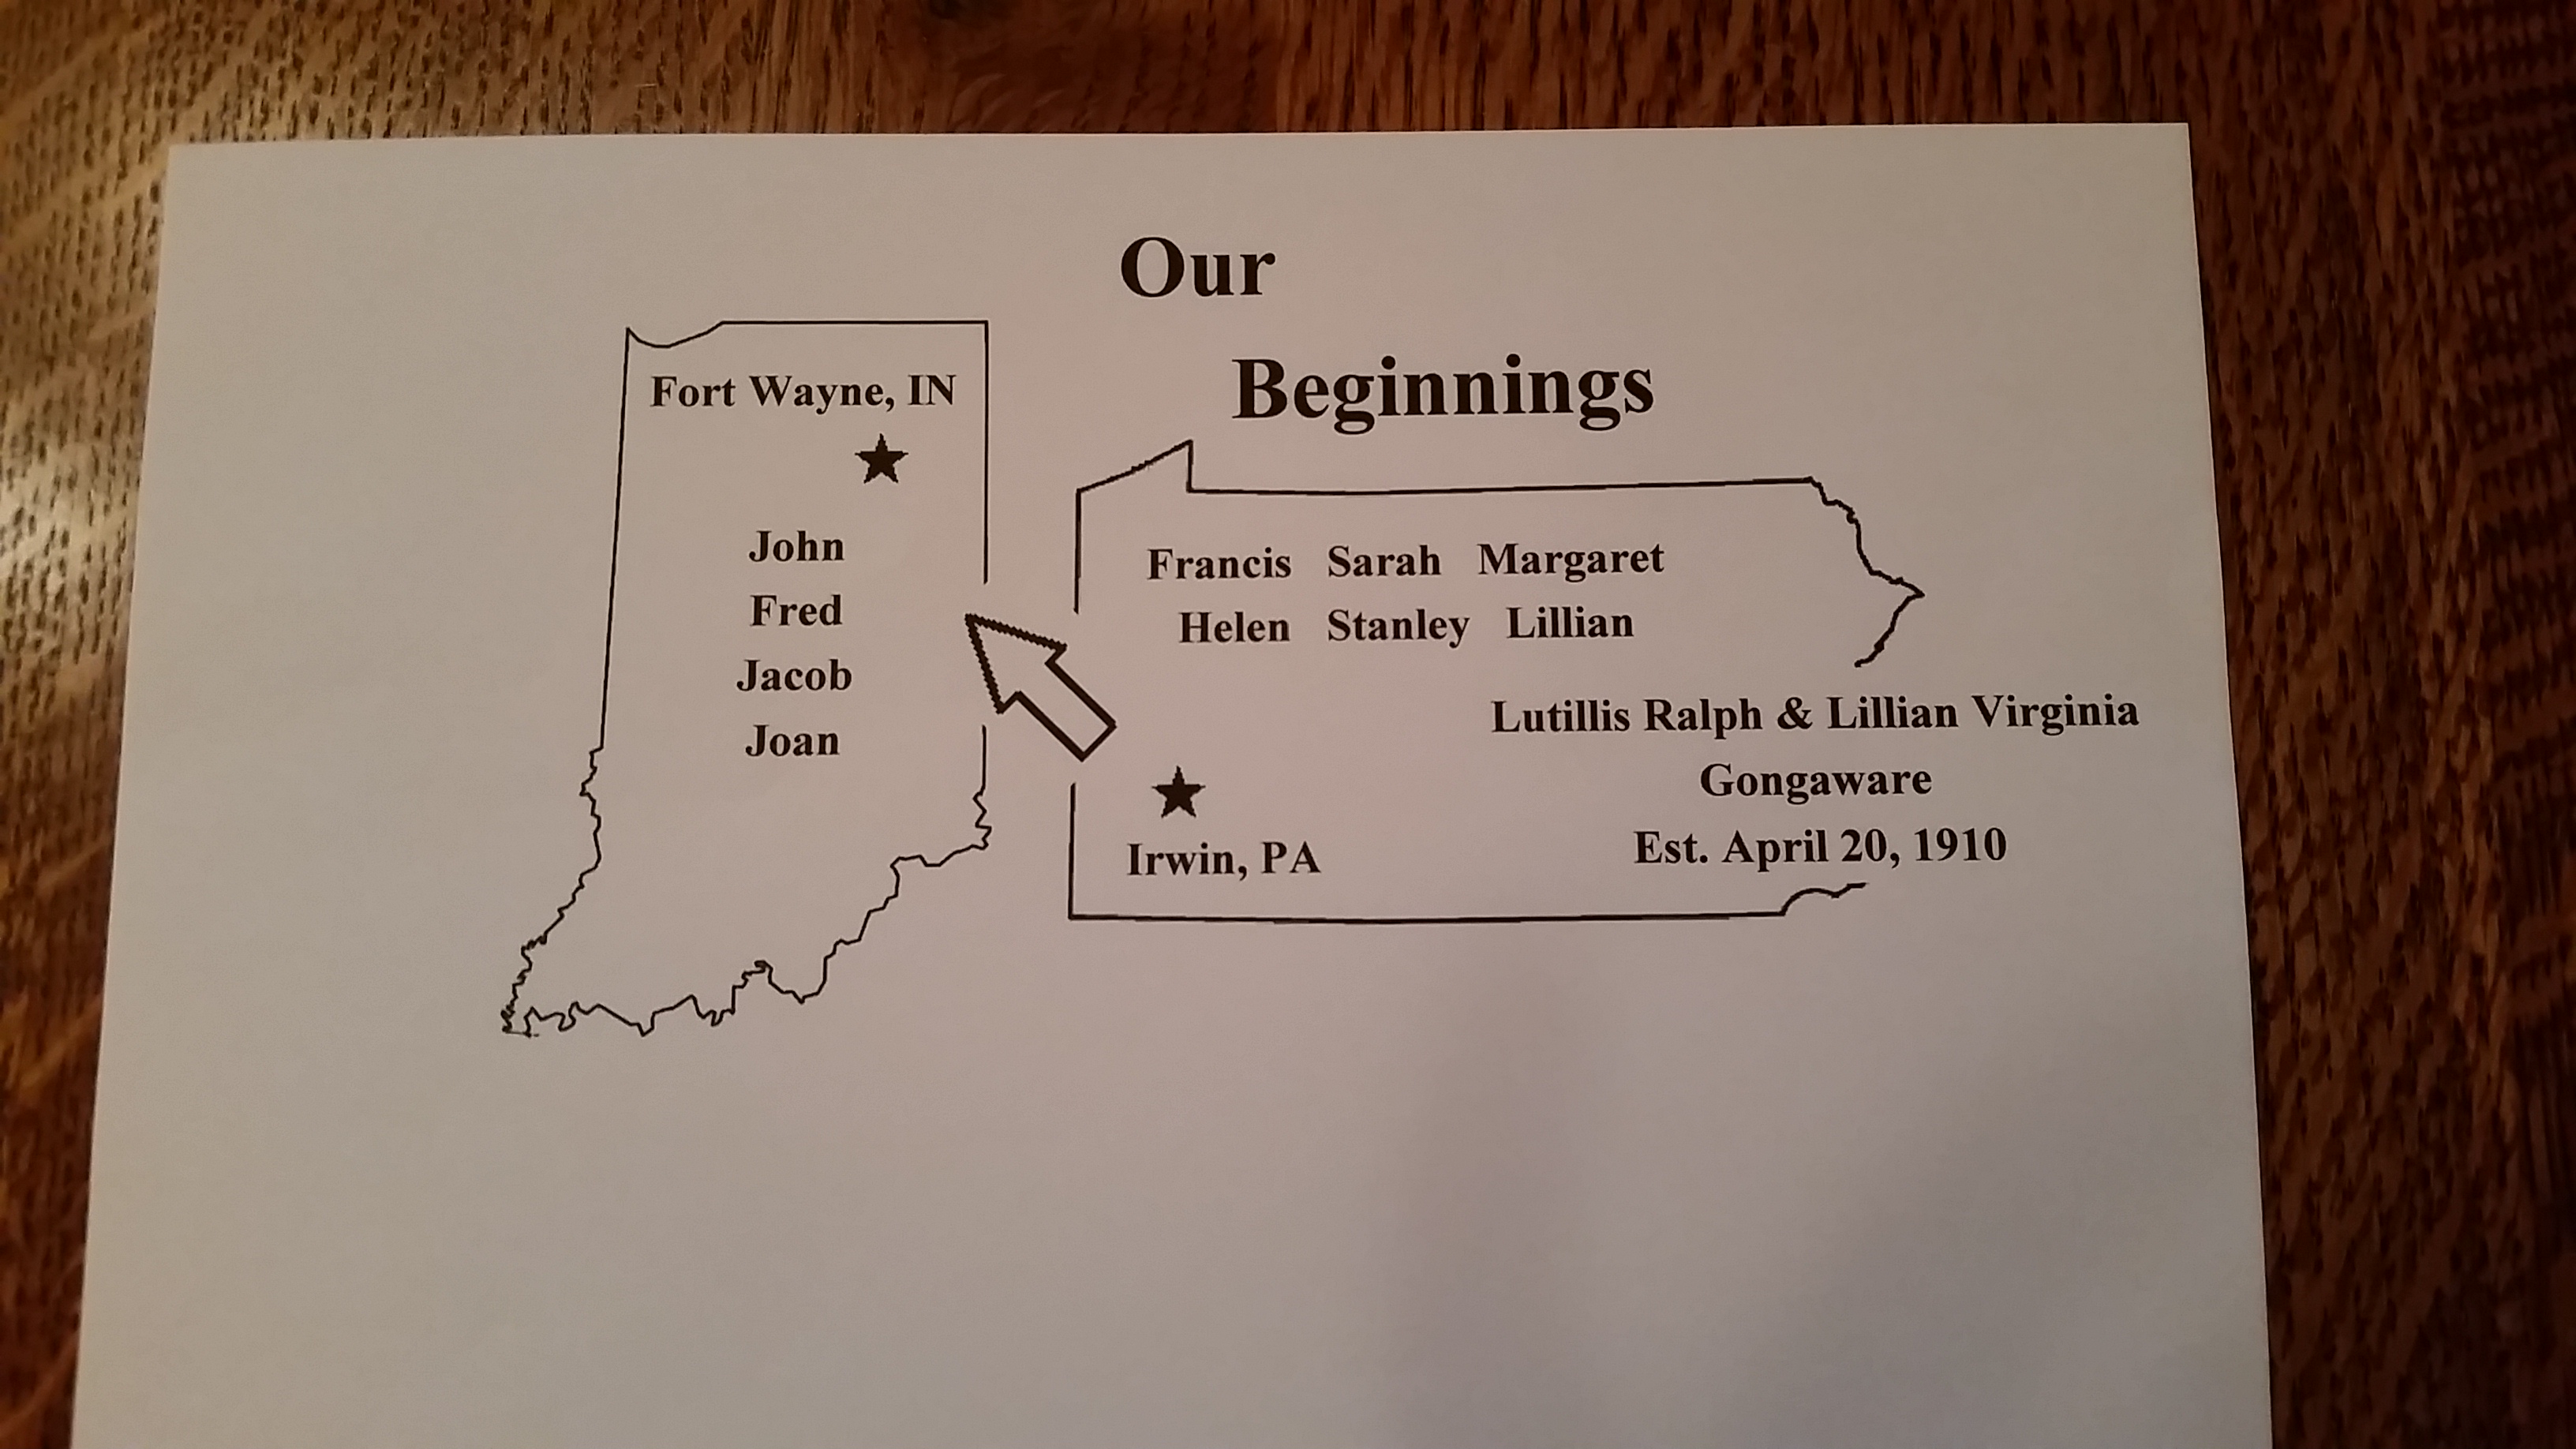 Our
Beginnings
Fort Wayne, IN
John
Fred
Jacob
Joan
Francis Sarah Margaret
Helen Stanley Lillian
Lutillis Ralph & Lillian Virginia
Gongaware
Est. April 20, 1910
Irwin, PA